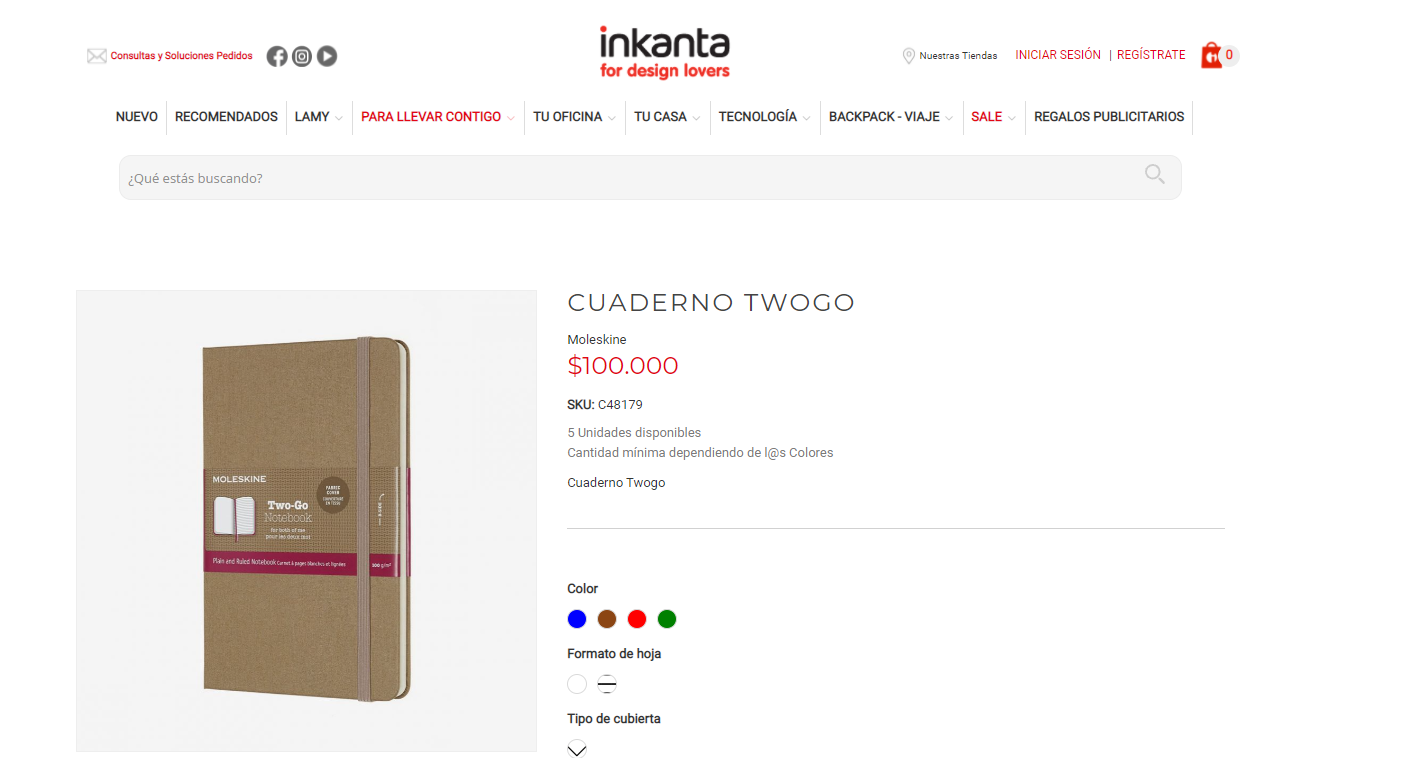 Consultas y Soluciones Pedidos
inkanta
for design lovers
Nuestras Tiendas
INICIAR SESIÓN | REGÍSTRATE
0
NUEVO
RECOMENDADOS
LAMY
PARA LLEVAR CONTIGO
TU OFICINA
TU CASA
TECNOLOGÍA
BACKPACK - VIAJE
SALE
REGALOS PUBLICITARIOS
¿Qué estás buscando?
MOLESKINE
FABRIC
COVER
Two-Go
Notebook
for both of me
pour les deux moi
Plain and Ruled Notebook Carnet à pages blanches et lignées
100 g/m²
CUADERNO TWOGO
Moleskine
$100.000
SKU: C48179
5 Unidades disponibles
Cantidad mínima dependiendo de l@s Colores
Cuaderno Twogo
Color
Formato de hoja
Tipo de cubierta